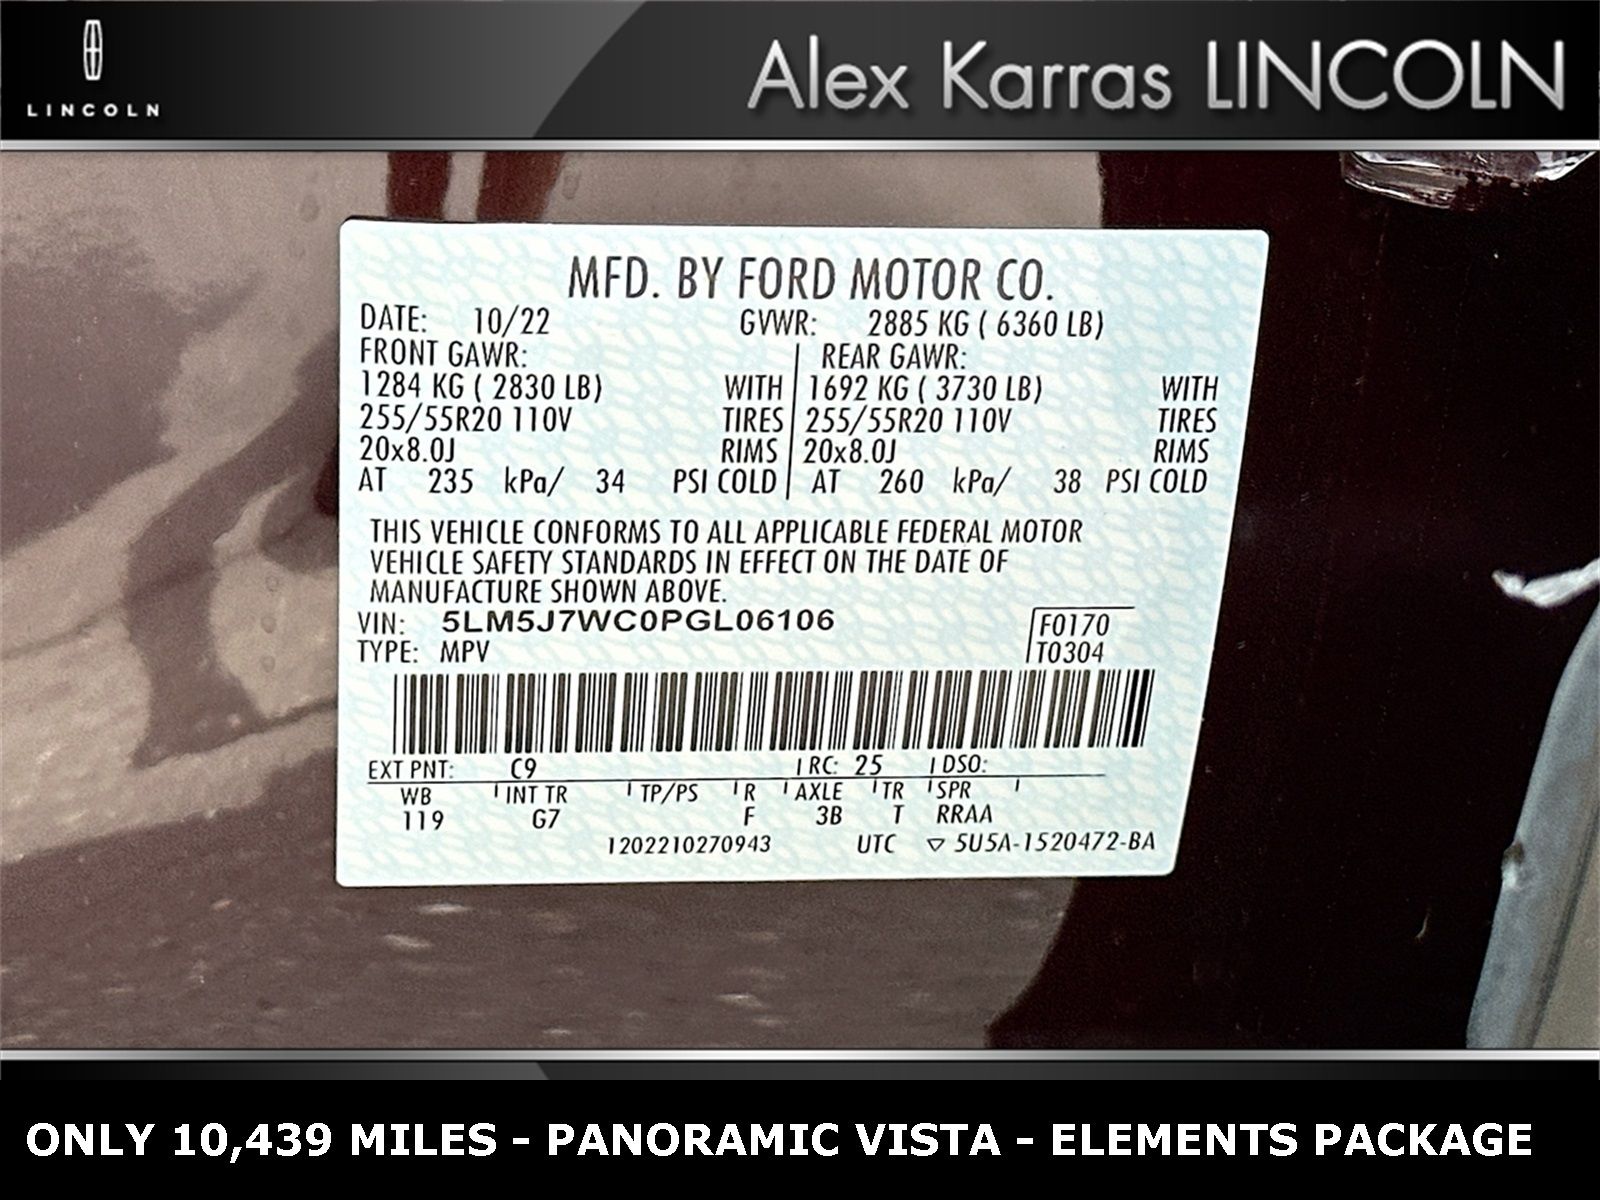 LINCOLN
Alex Karras LINCOLN
MFD. BY FORD MOTOR CO.
DATE: 10/22 GVWR: 2885 KG ( 6360 LB)
FRONT GAWR: REAR GAWR:
1284 KG ( 2830 LB) WITH 1692 KG ( 3730 LB) WITH
255/55R20 110V TIRES 255/55R20 110V TIRES
20x8.0J RIMS 20x8.0J RIMS
AT 235 kPa/ 34 PSI COLD AT 260 kPa/ 38 PSI COLD
THIS VEHICLE CONFORMS TO ALL APPLICABLE FEDERAL MOTOR
VEHICLE SAFETY STANDARDS IN EFFECT ON THE DATE OF
MANUFACTURE SHOWN ABOVE.
VIN: 5LM5J7WC0PGL06106 F0170
TYPE: MPV T0304
EXT PNT: C9 RC: 25 DSO:
WB INT TR TP/PS R AXLE TR SPR
119 G7 F 3B T RRAA
1202210270943 UTC ▽ 5U5A-1520472-BA
ONLY 10,439 MILES - PANORAMIC VISTA - ELEMENTS PACKAGE